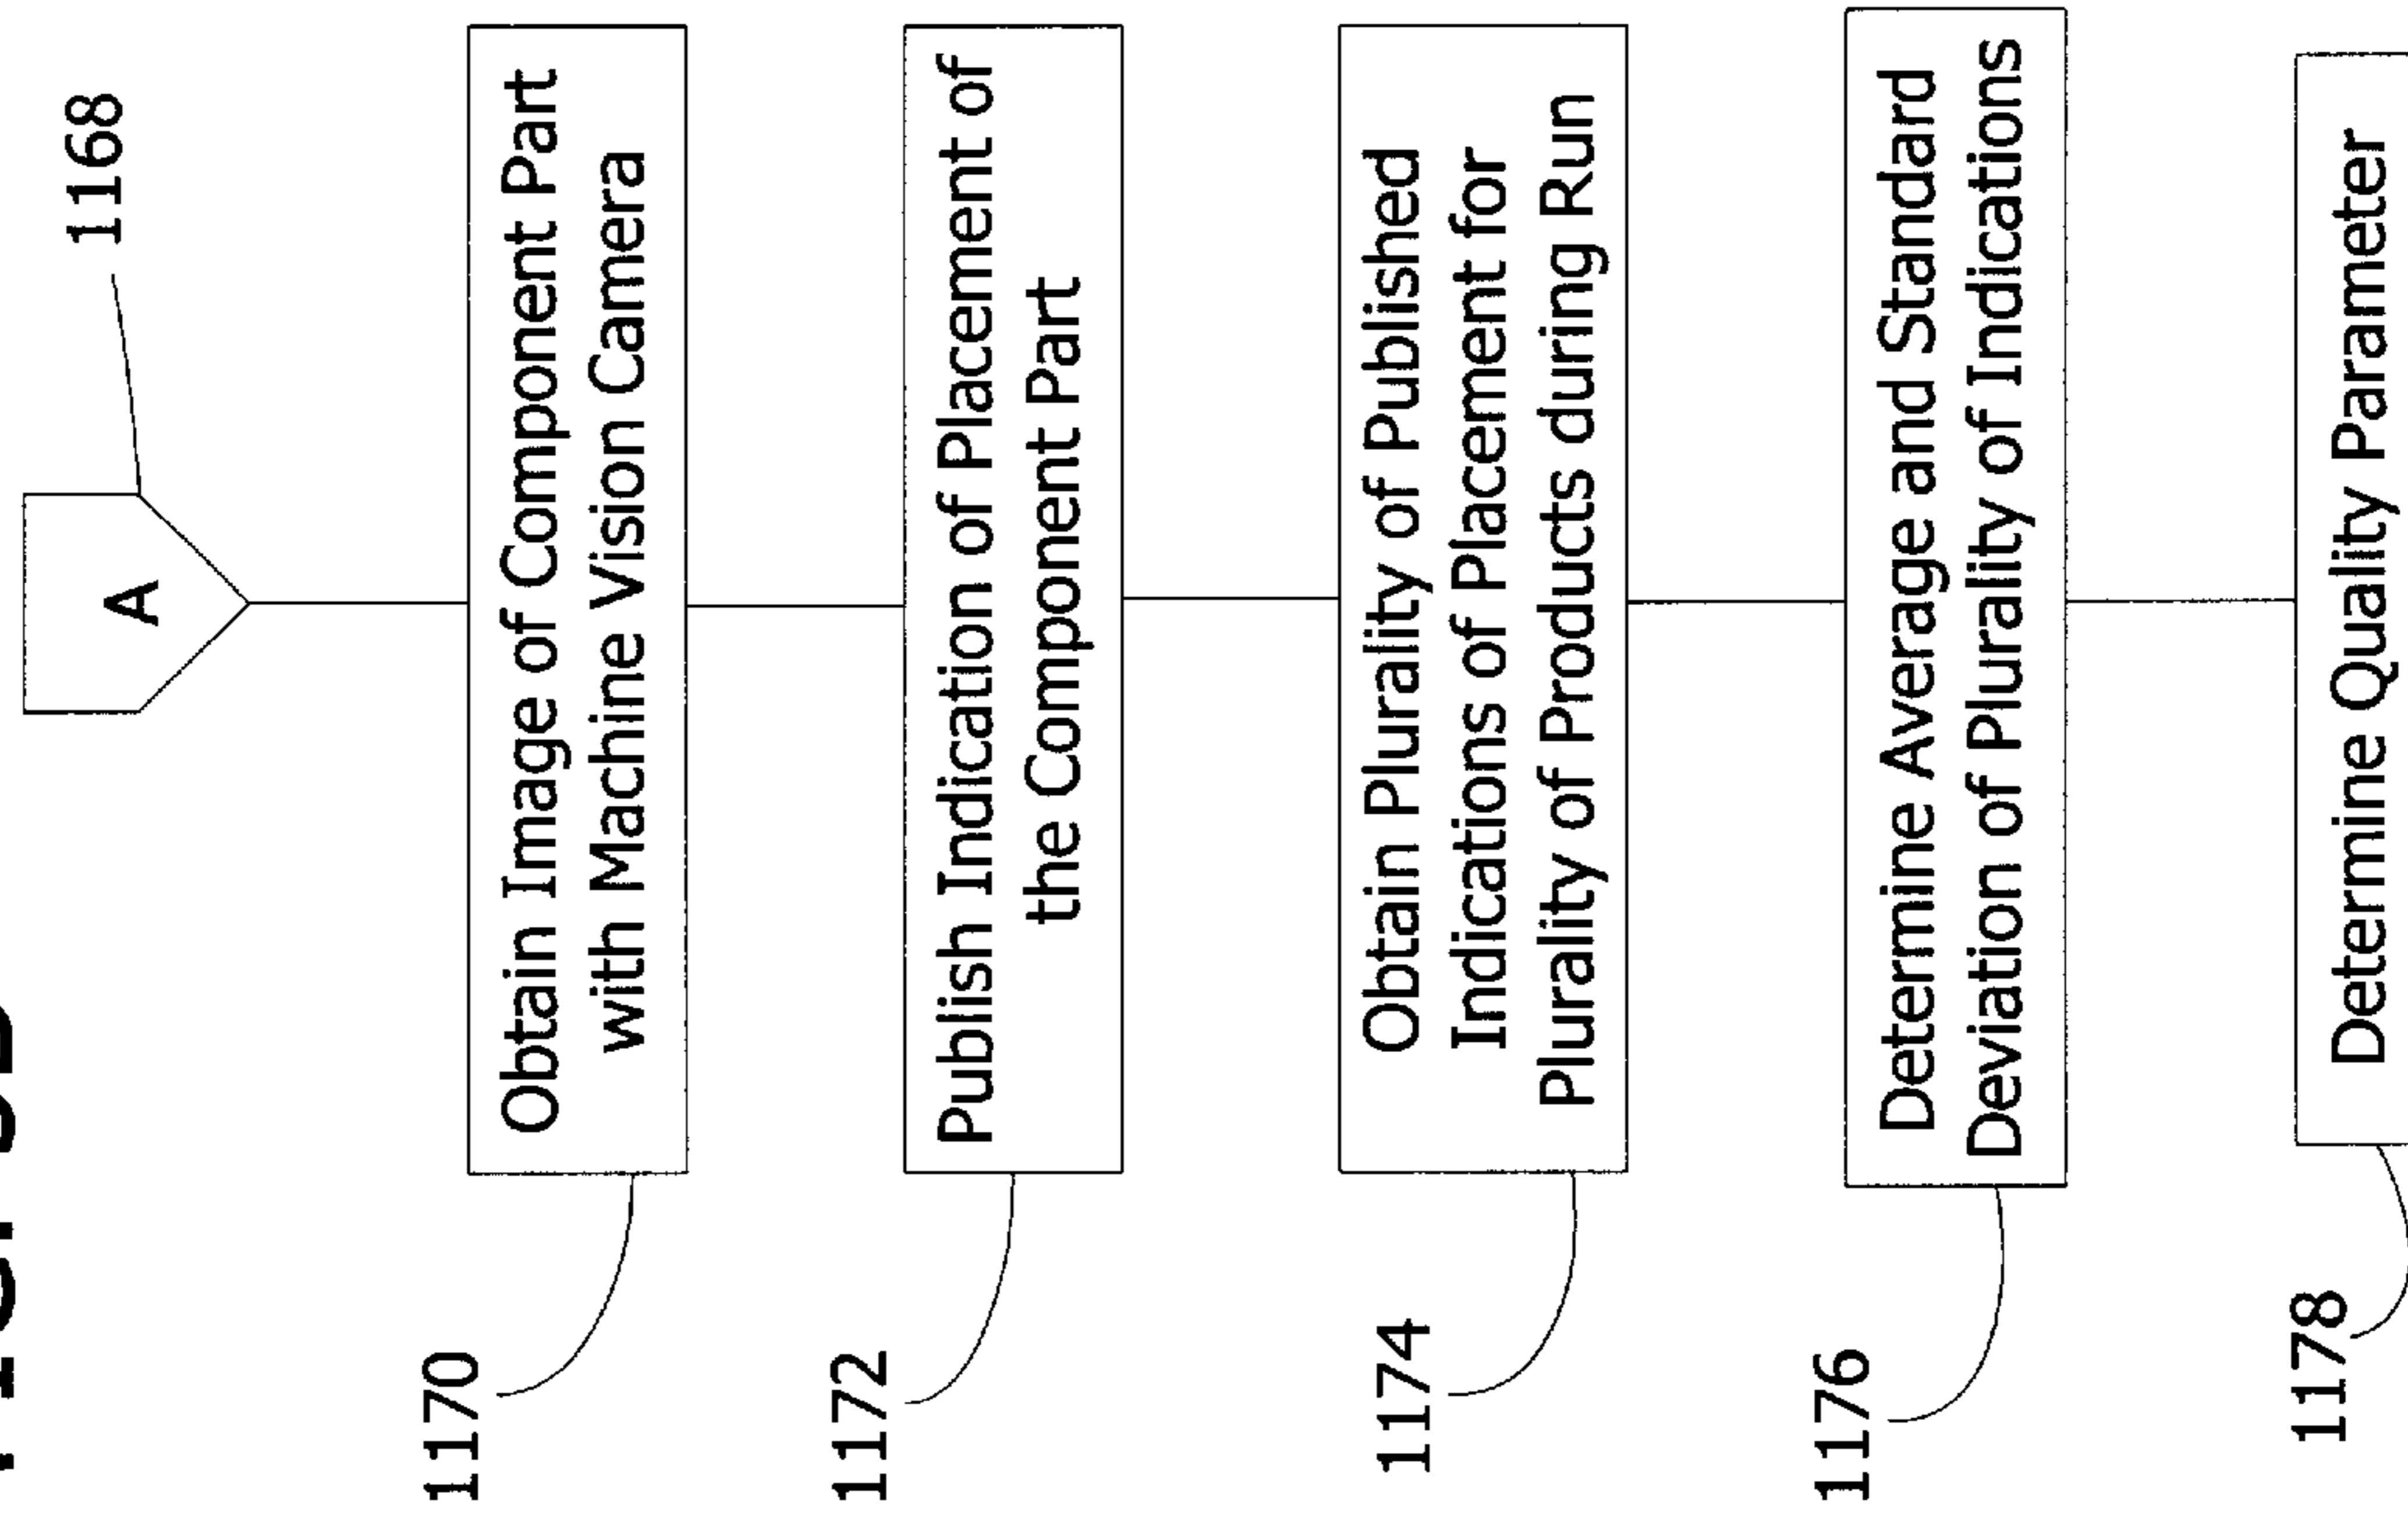 1168
A
1170
Obtain Image of Component Part
with Machine Vision Camera
1172
Publish Indication of Placement of
the Component Part
1174
Obtain Plurality of Published
Indications of Placement for
Plurality of Products during Run
1176
Determine Average and Standard
Deviation of Plurality of Indications
1178
Determine Quality Parameter